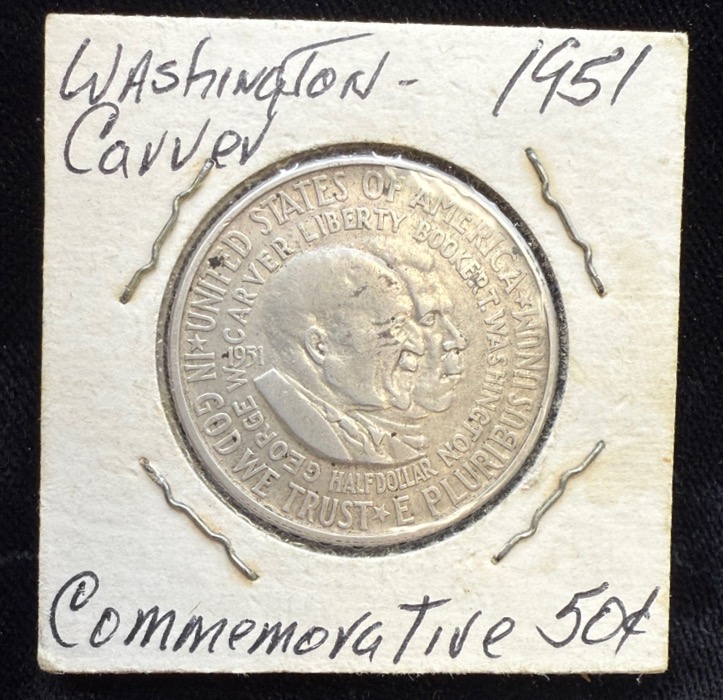 Washington- 1951
Carver
★ UNITED STATES OF AMERICA ★
E PLURIBUS UNUM
IN GOD WE TRUST ★
GEORGE W. CARVER · LIBERTY BOOKER T. WASHINGTON
1951
HALF DOLLAR
Commemorative 50¢